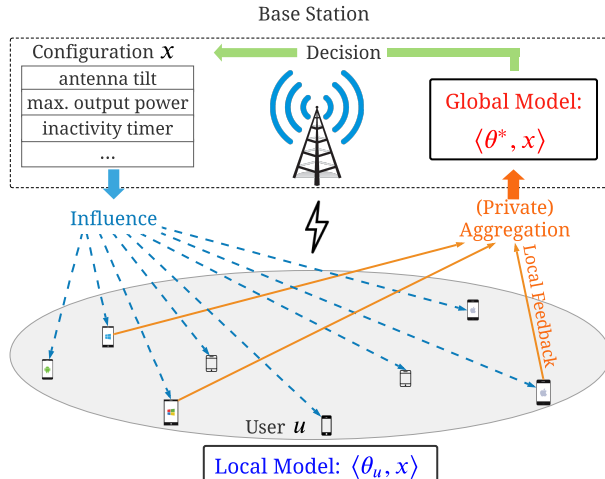 Base Station
Configuration x
Decision
antenna tilt
max. output power
inactivity timer
...
Global Model:
⟨θ*, x⟩
Influence
(Private)
Aggregation
Local Feedback
User u
Local Model: ⟨θᵤ, x⟩